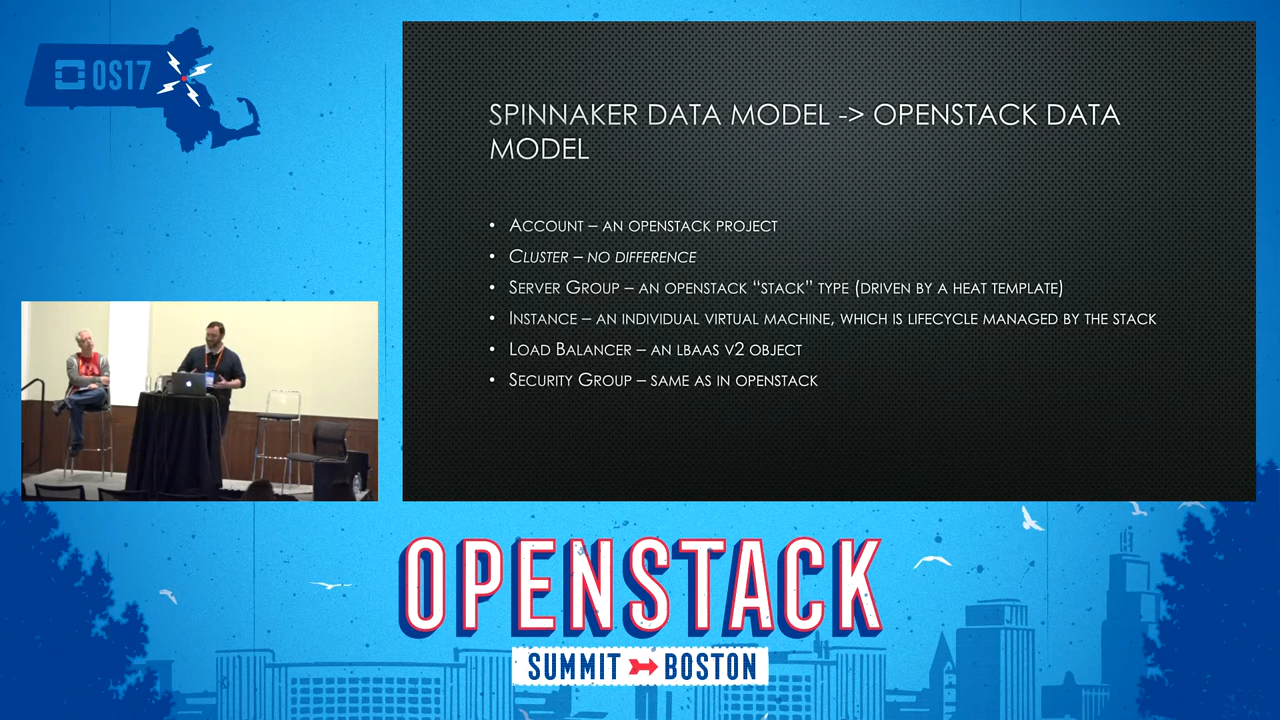 OS17
SPINNAKER DATA MODEL -> OPENSTACK DATA
MODEL
• ACCOUNT – AN OPENSTACK PROJECT
• CLUSTER – NO DIFFERENCE
• SERVER GROUP – AN OPENSTACK “STACK” TYPE (DRIVEN BY A HEAT TEMPLATE)
• INSTANCE – AN INDIVIDUAL VIRTUAL MACHINE, WHICH IS LIFECYCLE MANAGED BY THE STACK
• LOAD BALANCER – AN LBAAS V2 OBJECT
• SECURITY GROUP – SAME AS IN OPENSTACK
OPENSTACK
SUMMIT BOSTON